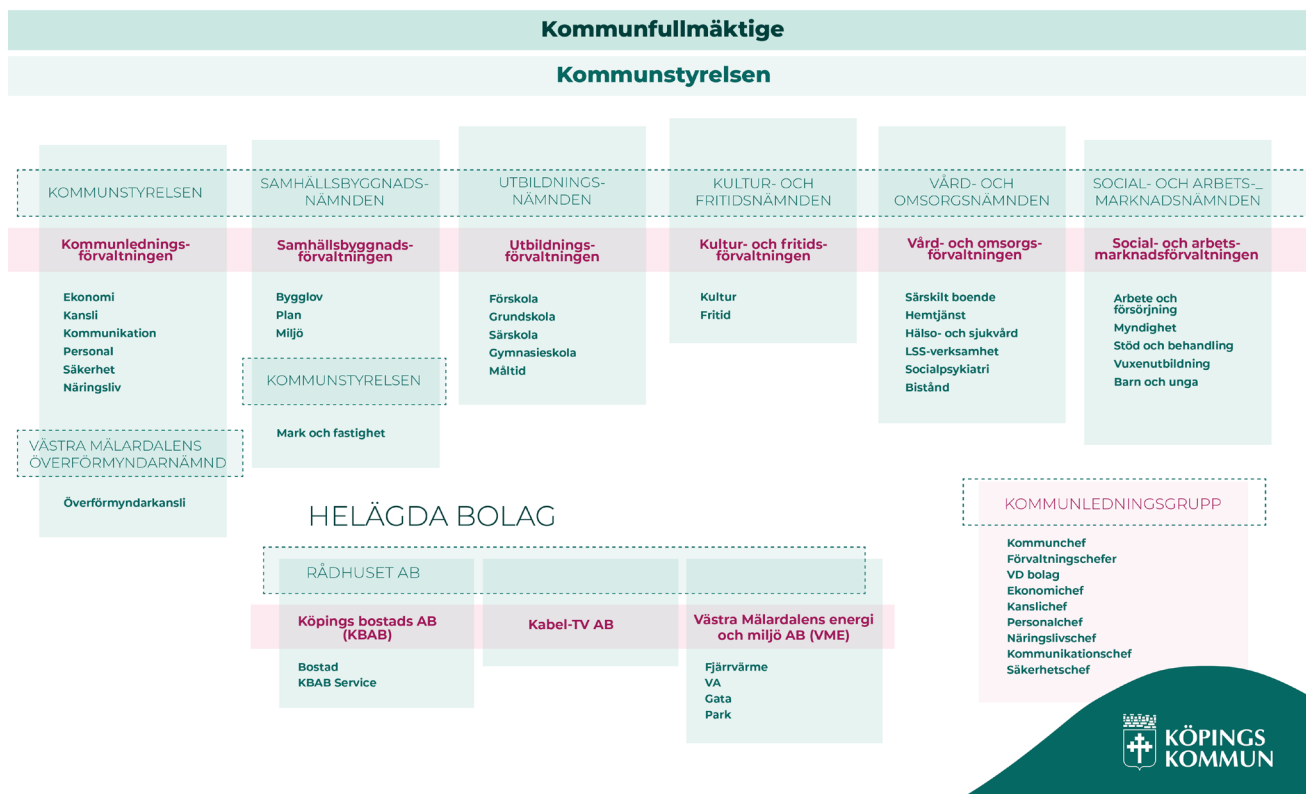 Kommunfullmäktige
Kommunstyrelsen
KOMMUNSTYRELSEN
Kommunlednings-
förvaltningen
Ekonomi
Kansli
Kommunikation
Personal
Säkerhet
Näringsliv
VÄSTRA MÄLARDALENS
ÖVERFÖRMYNDARNÄMND
Överförmyndarkansli
SAMHÄLLSBYGGNADS-
NÄMNDEN
Samhällsbyggnads-
förvaltningen
Bygglov
Plan
Miljö
KOMMUNSTYRELSEN
Mark och fastighet
UTBILDNINGS-
NÄMNDEN
Utbildnings-
förvaltningen
Förskola
Grundskola
Särskola
Gymnasieskola
Måltid
KULTUR- OCH
FRITIDSNÄMNDEN
Kultur- och fritids-
förvaltningen
Kultur
Fritid
VÅRD- OCH
OMSORGSNÄMNDEN
Vård- och omsorgs-
förvaltningen
Särskilt boende
Hemtjänst
Hälso- och sjukvård
LSS-verksamhet
Socialpsykiatri
Bistånd
SOCIAL- OCH ARBETS-_
MARKNADSNÄMNDEN
Social- och arbets-
marknadsförvaltningen
Arbete och
försörjning
Myndighet
Stöd och behandling
Vuxenutbildning
Barn och unga
HELÄGDA BOLAG
RÅDHUSET AB
Köpings bostads AB
(KBAB)
Bostad
KBAB Service
Kabel-TV AB
Västra Mälardalens energi
och miljö AB (VME)
Fjärrvärme
VA
Gata
Park
KOMMUNLEDNINGSGRUPP
Kommunchef
Förvaltningschefer
VD bolag
Ekonomichef
Kanslichef
Personalchef
Näringslivschef
Kommunikationschef
Säkerhetschef
KÖPINGS
KOMMUN